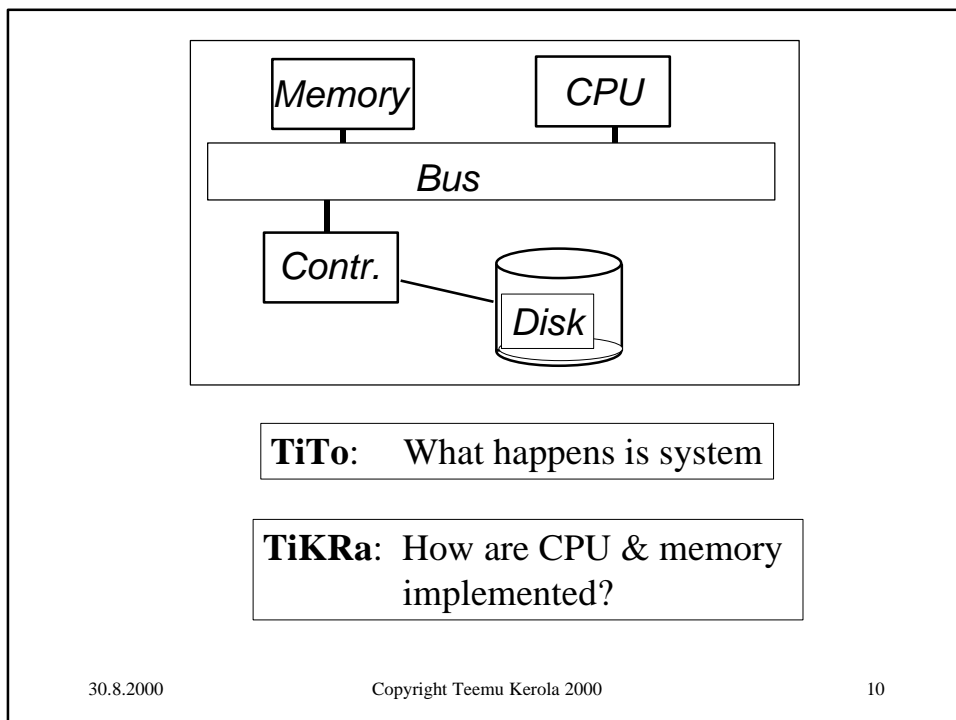 Memory
CPU
Bus
Contr.
Disk
TiTo: What happens is system
TiKRa: How are CPU & memory
implemented?
30.8.2000 Copyright Teemu Kerola 2000 10